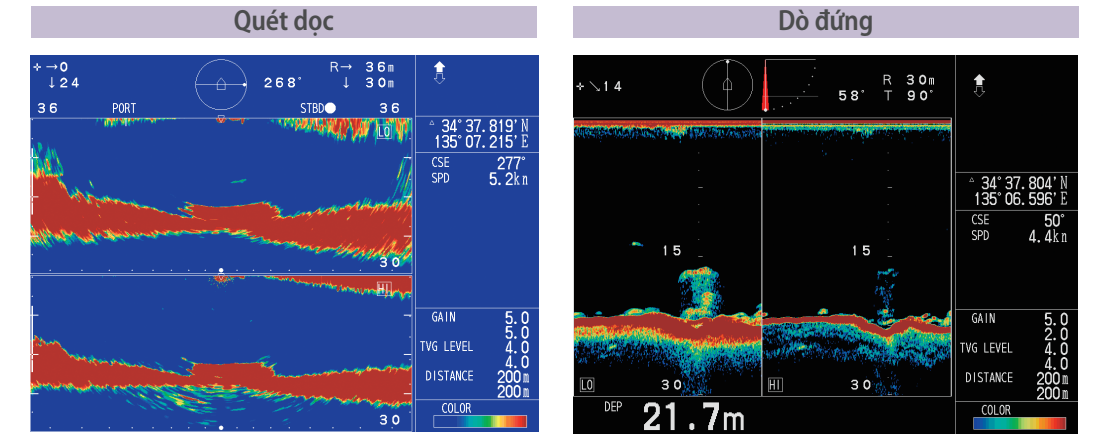 Quét dọc
→0
↓24
268°
R→ 36m
↓ 30m
36 PORT STBD 36
LO
30
HI
30
34°37.819'N
135°07.215'E
CSE 277°
SPD 5.2kn
GAIN 5.0
5.0
TVG LEVEL 4.0
4.0
DISTANCE 200m
200m
COLOR
Dò đứng
↘14
58°
R 30m
T 90°
15 15
LO 30 HI 30
DEP 21.7m
34°37.804'N
135°06.596'E
CSE 50°
SPD 4.4kn
GAIN 5.0
2.0
TVG LEVEL 4.0
4.0
DISTANCE 200m
200m
COLOR